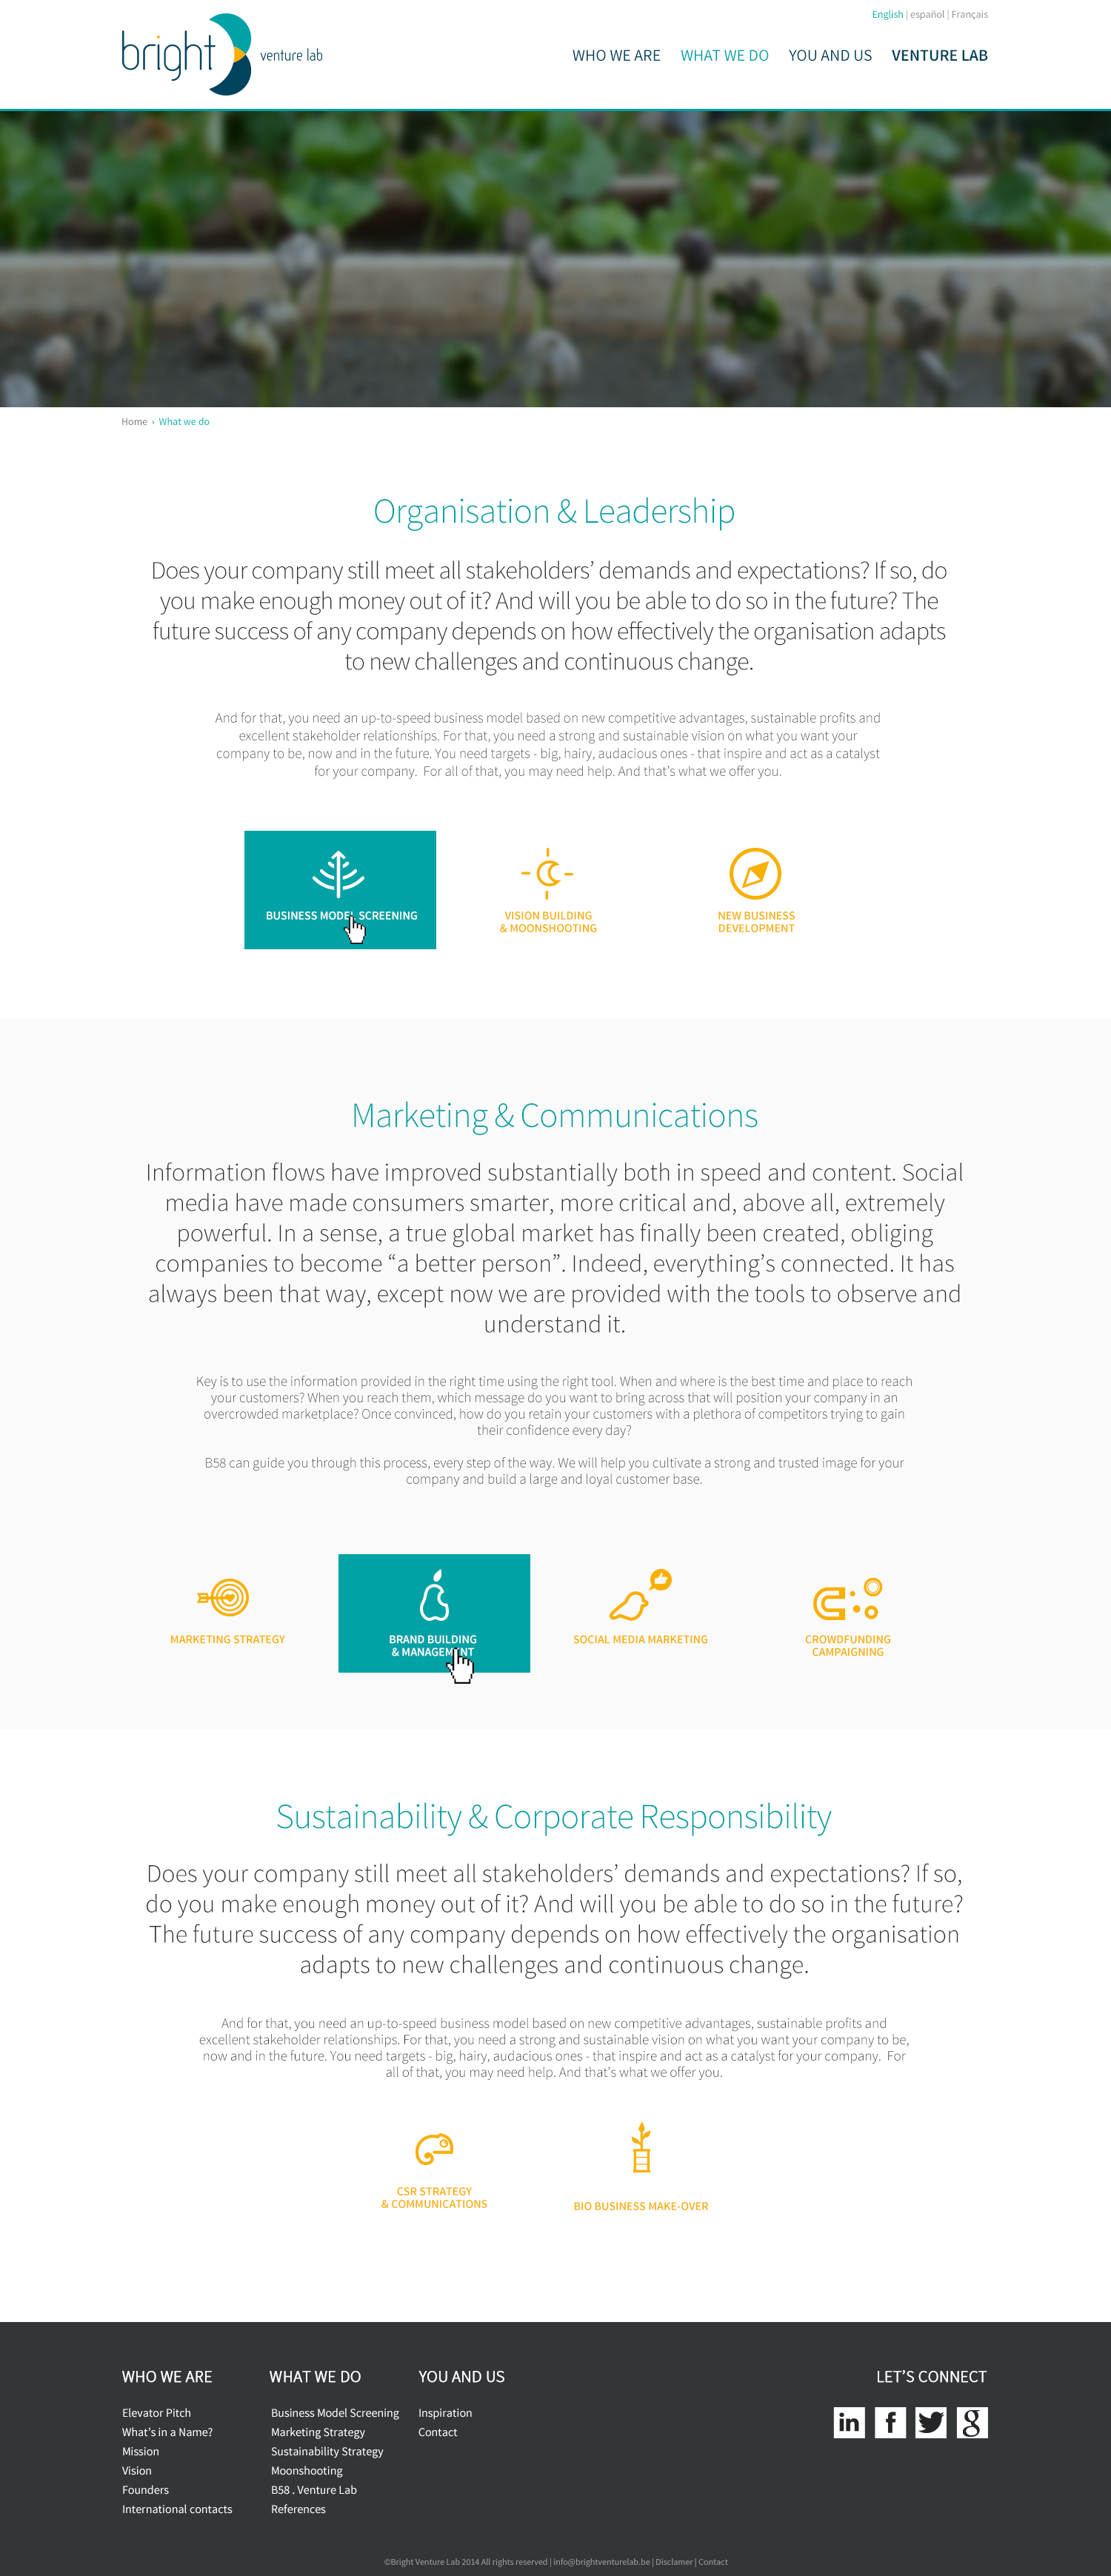 English | español | Français
bright venture lab
WHO WE ARE WHAT WE DO YOU AND US VENTURE LAB
Home › What we do
Organisation & Leadership
Does your company still meet all stakeholders’ demands and expectations? If so, do
you make enough money out of it? And will you be able to do so in the future? The
future success of any company depends on how effectively the organisation adapts
to new challenges and continuous change.
And for that, you need an up-to-speed business model based on new competitive advantages, sustainable profits and
excellent stakeholder relationships. For that, you need a strong and sustainable vision on what you want your
company to be, now and in the future. You need targets - big, hairy, audacious ones - that inspire and act as a catalyst
for your company. For all of that, you may need help. And that’s what we offer you.
BUSINESS MODEL SCREENING
VISION BUILDING
& MOONSHOOTING
NEW BUSINESS
DEVELOPMENT
Marketing & Communications
Information flows have improved substantially both in speed and content. Social
media have made consumers smarter, more critical and, above all, extremely
powerful. In a sense, a true global market has finally been created, obliging
companies to become “a better person”. Indeed, everything’s connected. It has
always been that way, except now we are provided with the tools to observe and
understand it.
Key is to use the information provided in the right time using the right tool. When and where is the best time and place to reach
your customers? When you reach them, which message do you want to bring across that will position your company in an
overcrowded marketplace? Once convinced, how do you retain your customers with a plethora of competitors trying to gain
their confidence every day?
B58 can guide you through this process, every step of the way. We will help you cultivate a strong and trusted image for your
company and build a large and loyal customer base.
MARKETING STRATEGY
BRAND BUILDING
& MANAGEMENT
SOCIAL MEDIA MARKETING
CROWDFUNDING
CAMPAIGNING
Sustainability & Corporate Responsibility
Does your company still meet all stakeholders’ demands and expectations? If so,
do you make enough money out of it? And will you be able to do so in the future?
The future success of any company depends on how effectively the organisation
adapts to new challenges and continuous change.
And for that, you need an up-to-speed business model based on new competitive advantages, sustainable profits and
excellent stakeholder relationships. For that, you need a strong and sustainable vision on what you want your company to be,
now and in the future. You need targets - big, hairy, audacious ones - that inspire and act as a catalyst for your company. For
all of that, you may need help. And that’s what we offer you.
CSR STRATEGY
& COMMUNICATIONS
BIO BUSINESS MAKE-OVER
WHO WE ARE
Elevator Pitch
What’s in a Name?
Mission
Vision
Founders
International contacts
WHAT WE DO
Business Model Screening
Marketing Strategy
Sustainability Strategy
Moonshooting
B58 . Venture Lab
References
YOU AND US
Inspiration
Contact
LET’S CONNECT
in f g
©Bright Venture Lab 2014 All rights reserved | info@brightventurelab.be | Disclamer | Contact